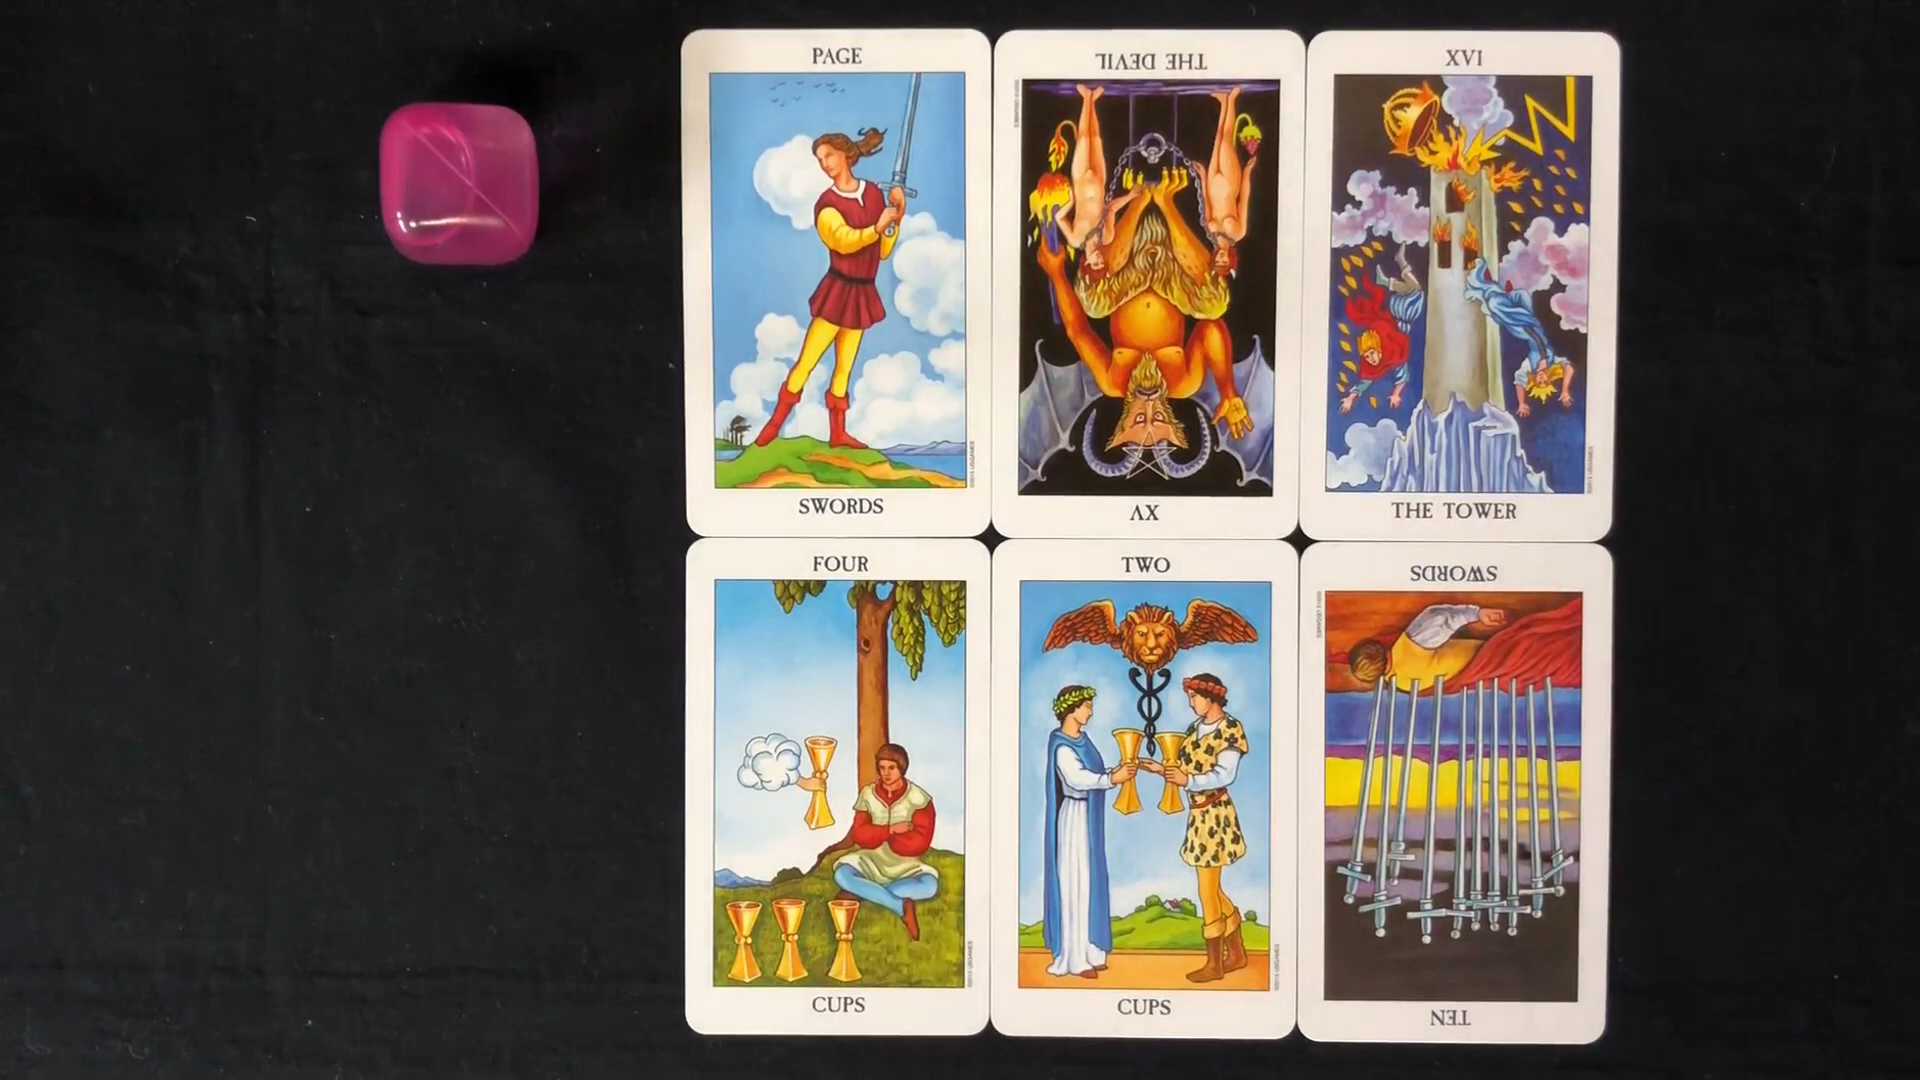 PAGE
THE DEVIL
XVI
SWORDS
XV
THE TOWER
FOUR
TWO
SWORDS
CUPS
CUPS
TEN